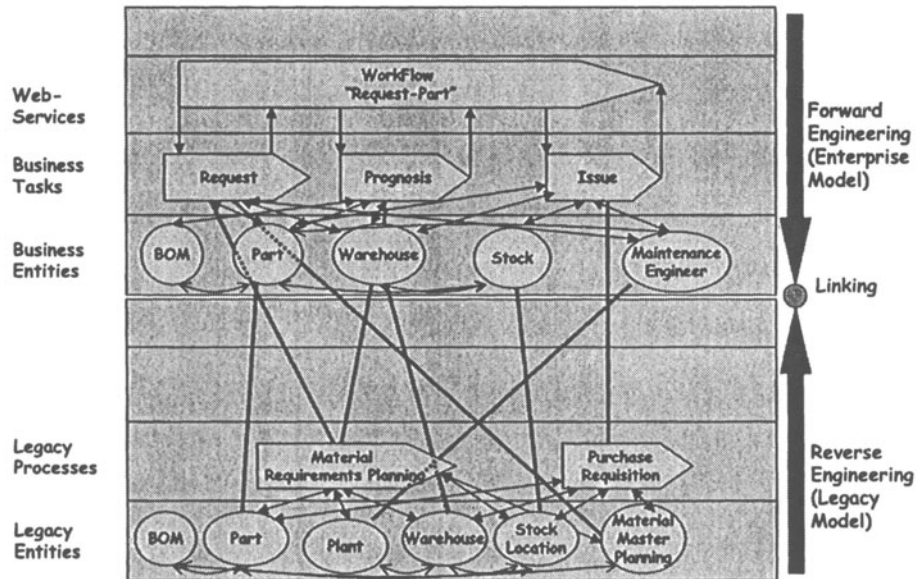 WorkFlow
"Request-Part"
Web-
Services
Forward
Engineering
(Enterprise
Model)
Business
Tasks
Request
Prognosis
Issue
Business
Entities
BOM
Part
Warehouse
Stock
Maintenance
Engineer
Linking
Legacy
Processes
Material
Requirements Planning
Purchase
Requisition
Reverse
Engineering
(Legacy
Model)
Legacy
Entities
BOM
Part
Plant
Warehouse
Stock
Location
Material
Master
Planning